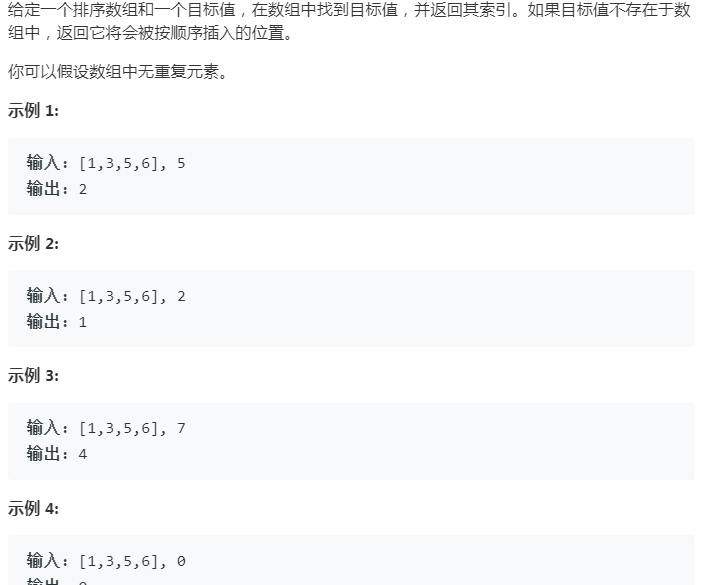 给定一个排序数组和一个目标值，在数组中找到目标值，并返回其索引。如果目标值不存在于数
组中，返回它将会被按顺序插入的位置。
你可以假设数组中无重复元素。
示例 1:
输入: [1,3,5,6], 5
输出: 2
示例 2:
输入: [1,3,5,6], 2
输出: 1
示例 3:
输入: [1,3,5,6], 7
输出: 4
示例 4:
输入: [1,3,5,6], 0